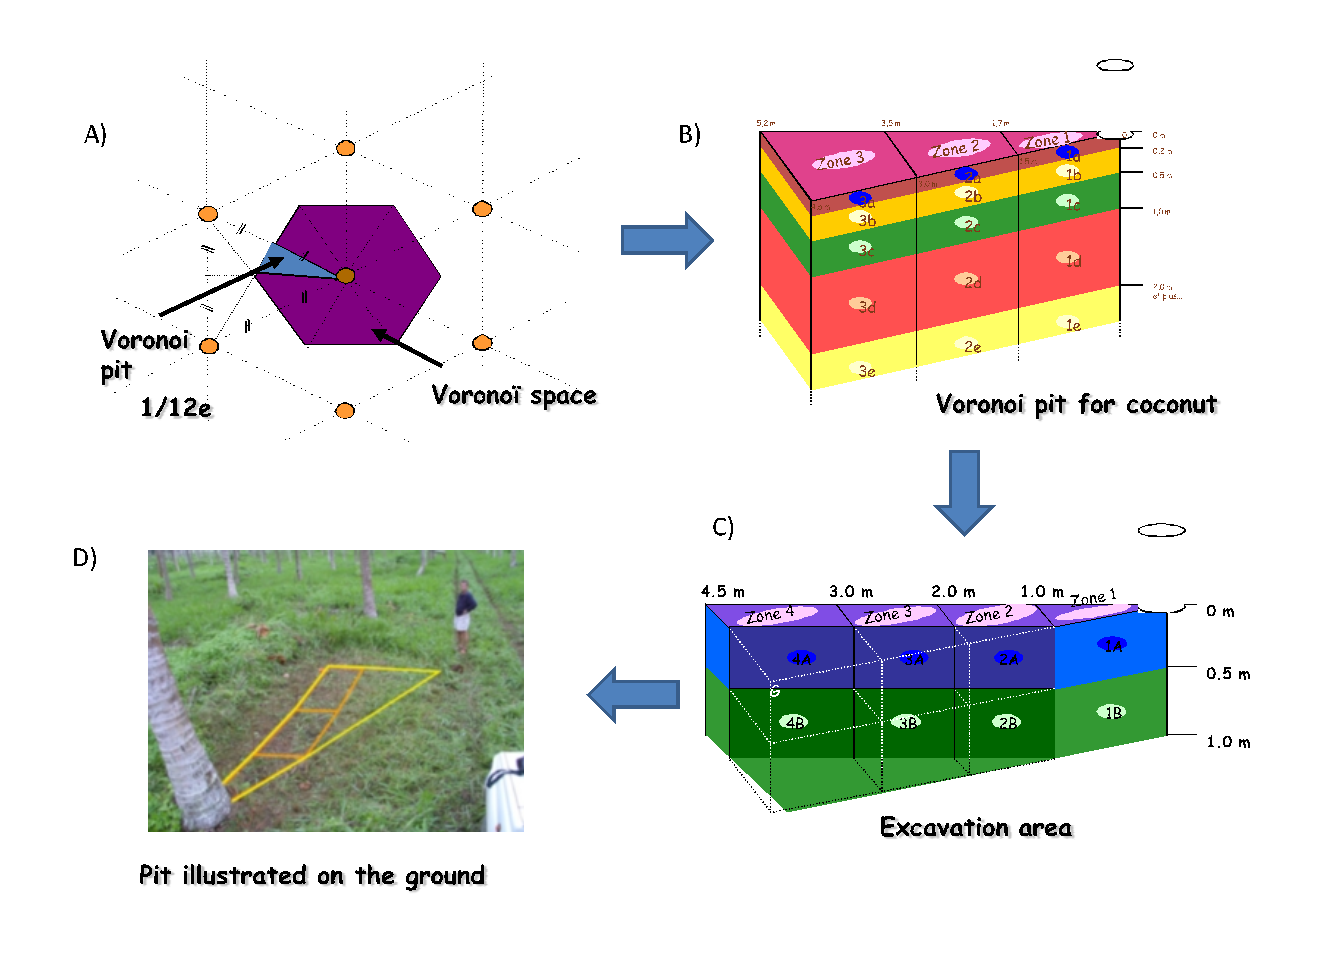 A)
Voronoi
pit
1/12e
Voronoï space
B)
5,2m
3,5m
1,7m
0 m
0.2 m
0.5 m
1,0m
2,0 m
et plus...
Zone 3
Zone 2
Zone 1
3a
2a
1a
3b
2b
1b
3c
2c
1c
3d
2d
1d
3e
2e
1e
Voronoi pit for coconut
C)
4.5 m
3.0 m
2.0 m
1.0 m
0 m
0.5 m
1.0 m
Zone 4
Zone 3
Zone 2
Zone 1
4A
3A
2A
1A
G
4B
3B
2B
1B
Excavation area
D)
Pit illustrated on the ground